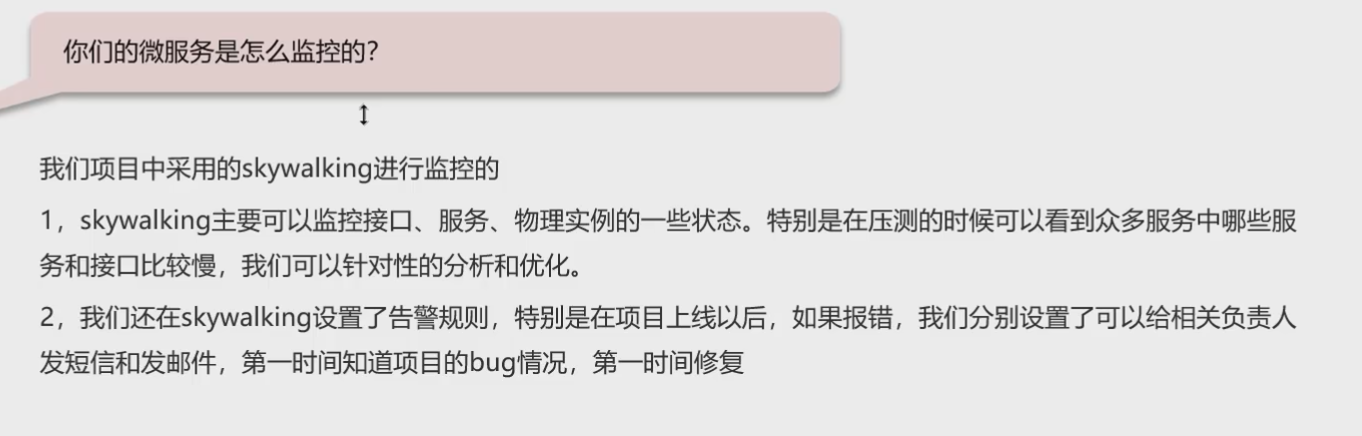 你们的微服务是怎么监控的?
我们项目中采用的skywalking进行监控的
1，skywalking主要可以监控接口、服务、物理实例的一些状态。特别是在压测的时候可以看到众多服务中哪些服
务和接口比较慢，我们可以针对性的分析和优化。
2，我们还在skywalking设置了告警规则，特别是在项目上线以后，如果报错，我们分别设置了可以给相关负责人
发短信和发邮件，第一时间知道项目的bug情况，第一时间修复